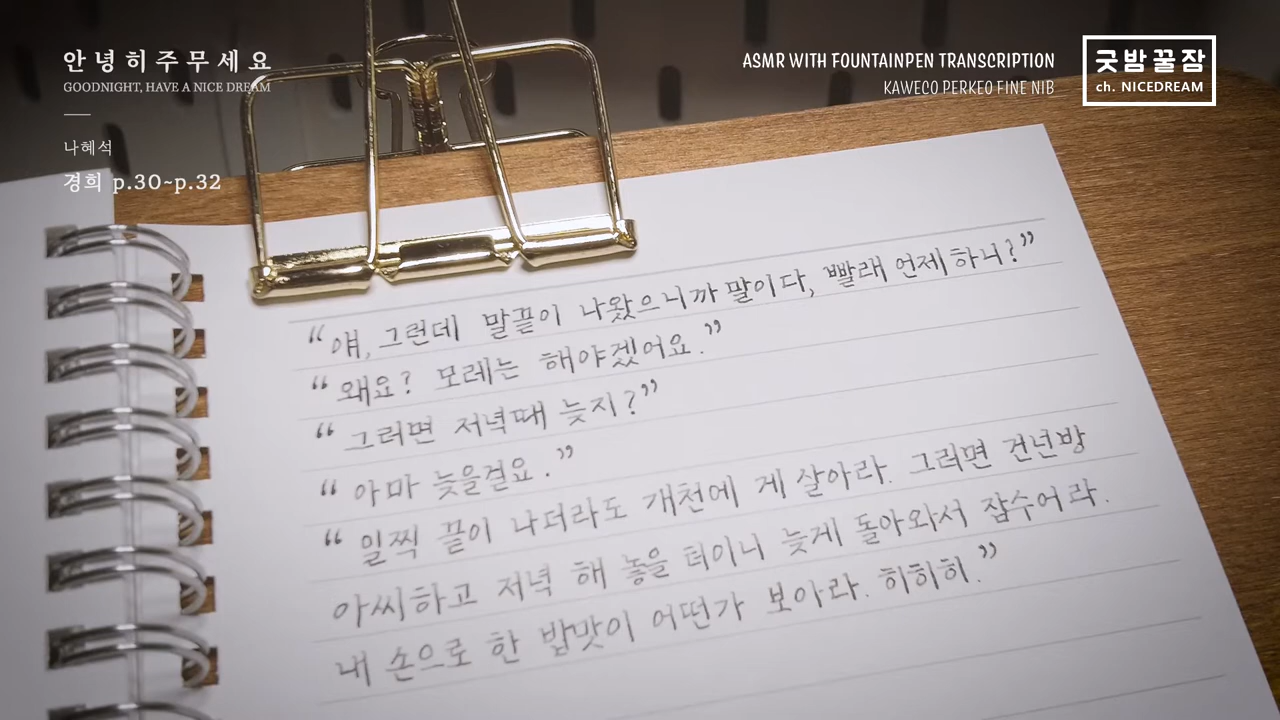 안녕히주무세요
GOODNIGHT, HAVE A NICE DREAM
나혜석
경희 p.30~p.32
ASMR WITH FOUNTAINPEN TRANSCRIPTION
KAWECO PERKEO FINE NIB
굿밤꿀잠
ch. NICEDREAM
“얘, 그런데 말끝이 나왔으니까 말이다, 빨래 언제 하니?”
“왜요? 모레는 해야겠어요.”
“그러면 저녁때 늦지?”
“아마 늦을걸요.”
“일찍 끝이 나더라도 개천에 게 살아라. 그러면 건넌방
아씨하고 저녁 해 놓을 터이니 늦게 돌아와서 잡수어라.
내 손으로 한 밥맛이 어떤가 보아라. 히히히.”